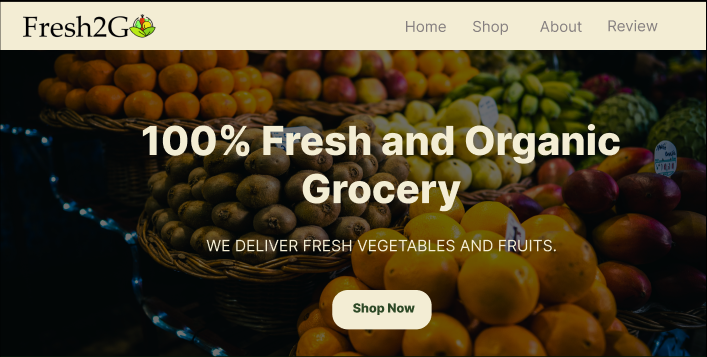 Fresh2GO
Home Shop About Review
100% Fresh and Organic
Grocery
WE DELIVER FRESH VEGETABLES AND FRUITS.
Shop Now